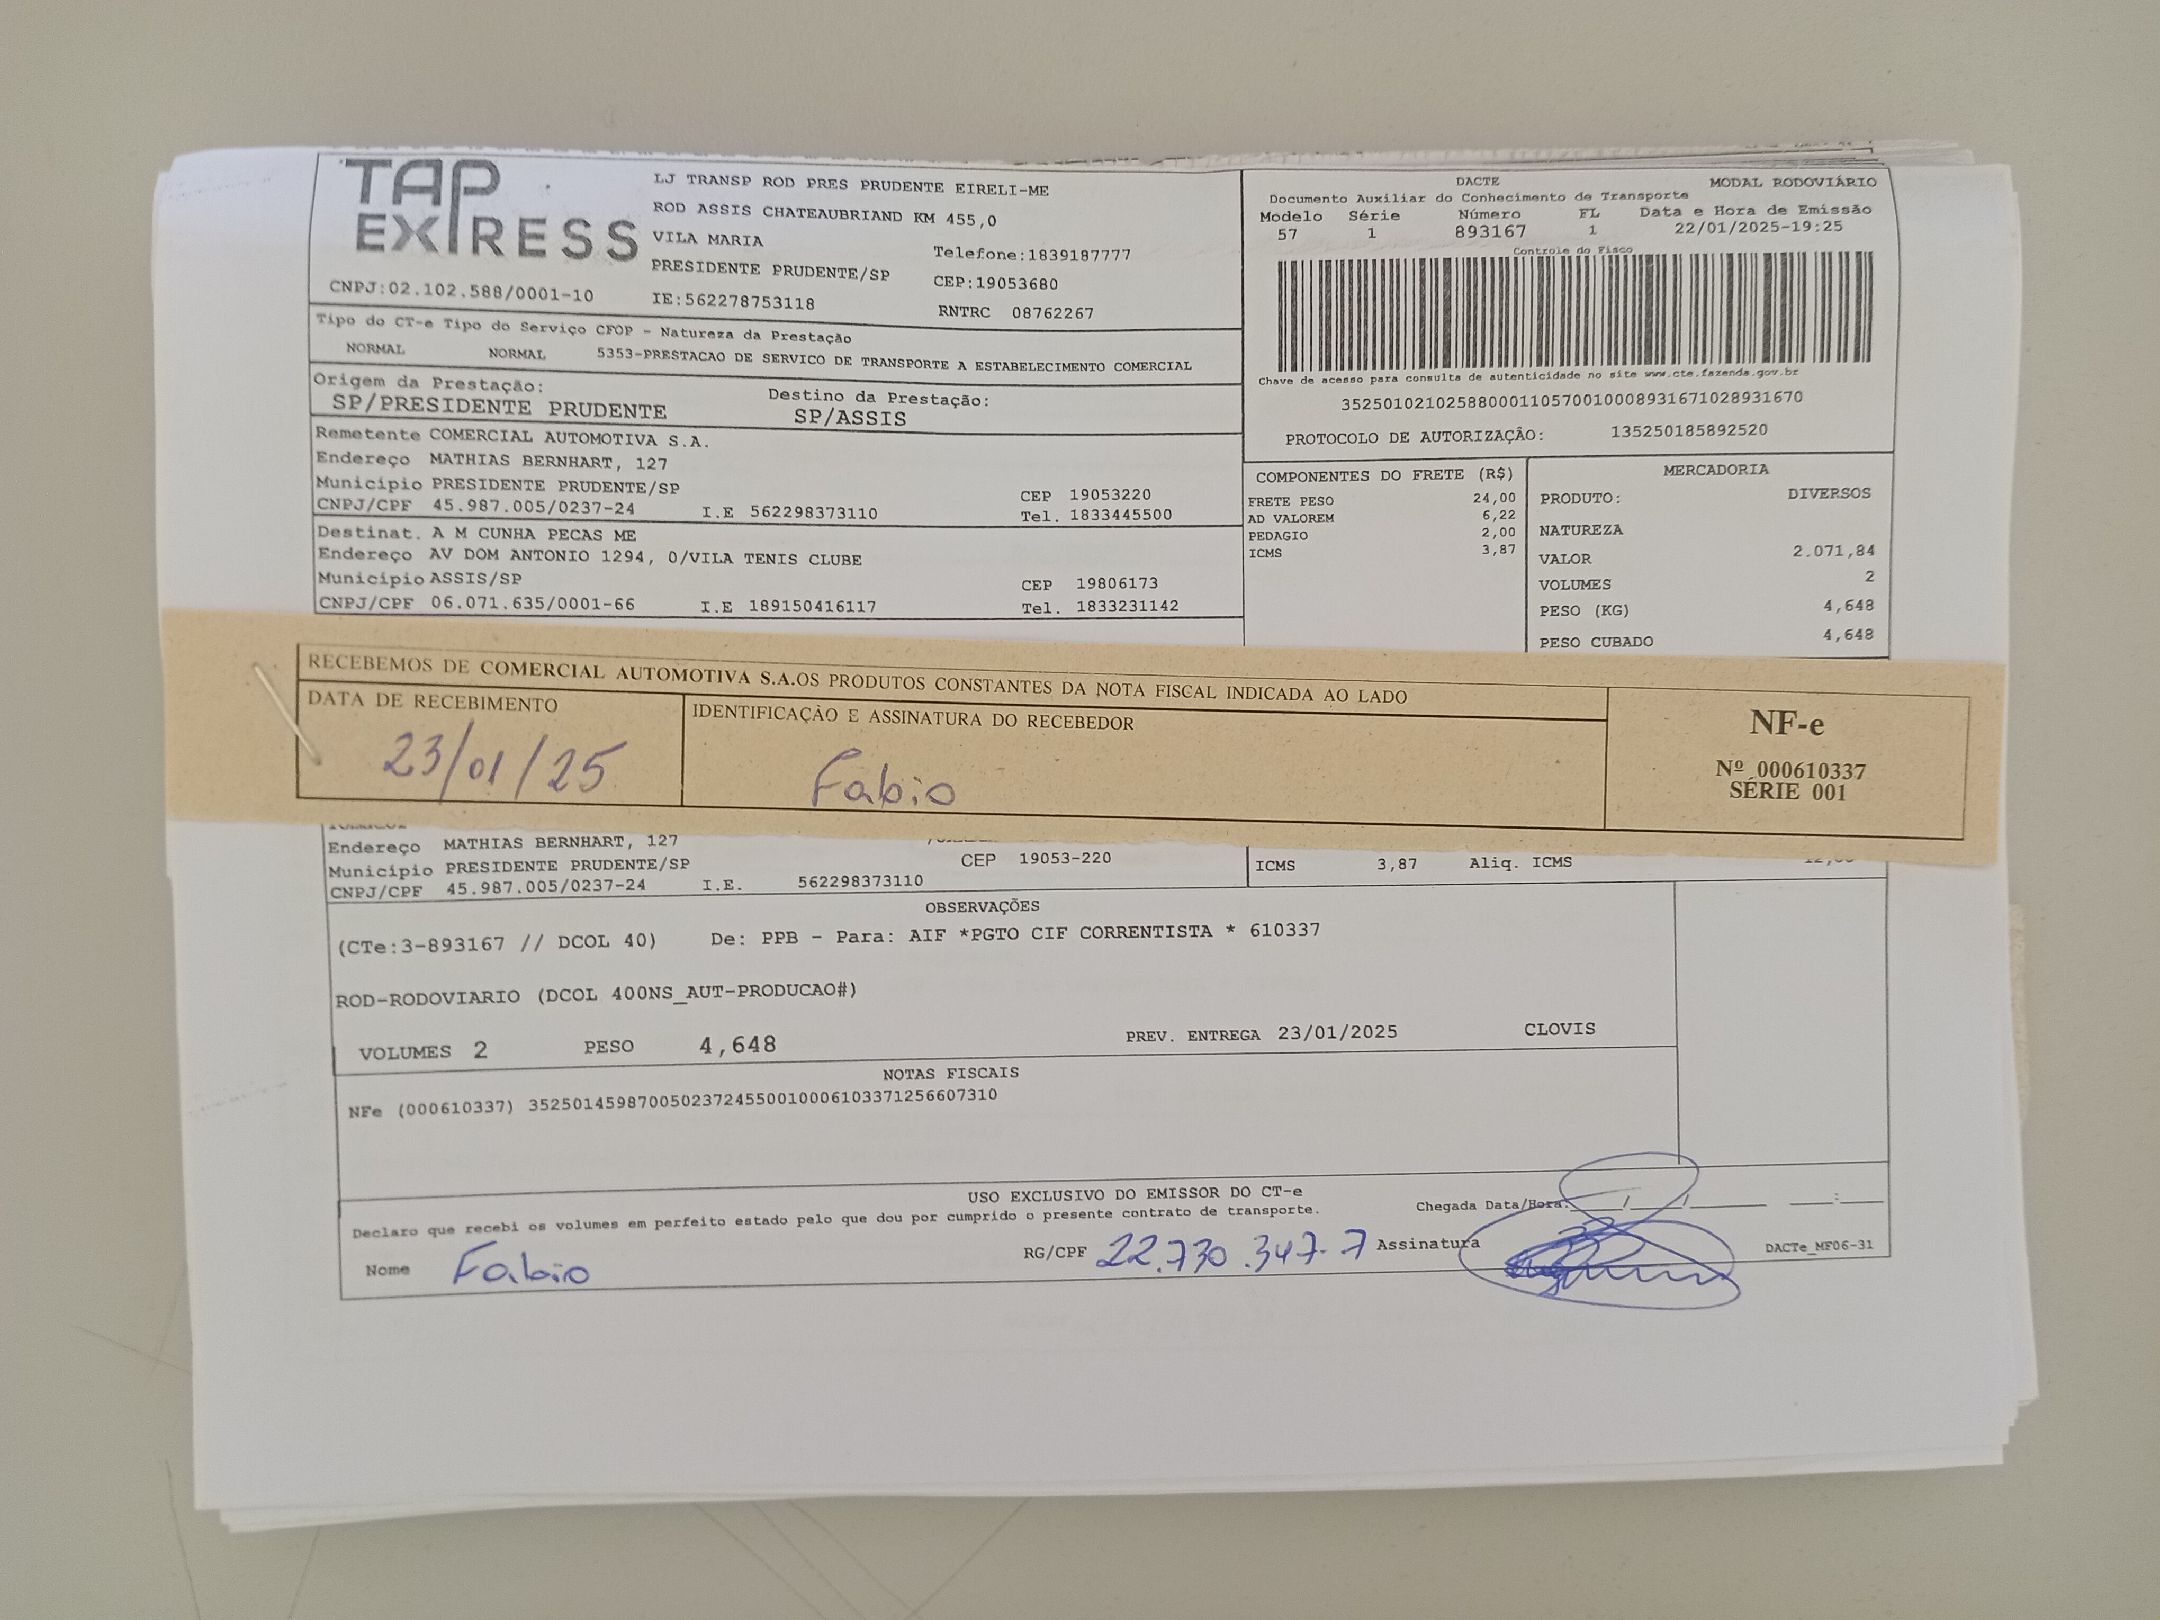 TAP EXPRESS
LJ TRANSP ROD PRES PRUDENTE EIRELI-ME
ROD ASSIS CHATEAUBRIAND KM 455,0
VILA MARIA
Telefone:1839187777
PRESIDENTE PRUDENTE/SP
CEP:19053680
CNPJ:02.102.588/0001-10
IE:562278753118
RNTRC 08762267
DACTE
MODAL RODOVIÁRIO
Documento Auxiliar do Conhecimento de Transporte
Modelo Série Número FL Data e Hora de Emissão
57 1 893167 1 22/01/2025-19:25
Controle do Fisco
Chave de acesso para consulta de autenticidade no site www.cte.fazenda.gov.br
35250102102588000110570010008931671028931670
PROTOCOLO DE AUTORIZAÇÃO: 135250185892520
Tipo do CT-e Tipo do Serviço CFOP - Natureza da Prestação
NORMAL NORMAL 5353-PRESTACAO DE SERVICO DE TRANSPORTE A ESTABELECIMENTO COMERCIAL
Origem da Prestação: Destino da Prestação:
SP/PRESIDENTE PRUDENTE SP/ASSIS
Remetente COMERCIAL AUTOMOTIVA S.A.
Endereço MATHIAS BERNHART, 127
Município PRESIDENTE PRUDENTE/SP CEP 19053220
CNPJ/CPF 45.987.005/0237-24 I.E 562298373110 Tel. 1833445500
Destinat. A M CUNHA PECAS ME
Endereço AV DOM ANTONIO 1294, 0/VILA TENIS CLUBE
Município ASSIS/SP CEP 19806173
CNPJ/CPF 06.071.635/0001-66 I.E 189150416117 Tel. 1833231142
COMPONENTES DO FRETE (R$)
FRETE PESO 24,00
AD VALOREM 6,22
PEDAGIO 2,00
ICMS 3,87
MERCADORIA
PRODUTO: DIVERSOS
NATUREZA
VALOR 2.071,84
VOLUMES 2
PESO (KG) 4,648
PESO CUBADO 4,648
RECEBEMOS DE COMERCIAL AUTOMOTIVA S.A.OS PRODUTOS CONSTANTES DA NOTA FISCAL INDICADA AO LADO
DATA DE RECEBIMENTO
23/01/25
IDENTIFICAÇÃO E ASSINATURA DO RECEBEDOR
Fabio
NF-e
Nº 000610337
SÉRIE 001
Endereço MATHIAS BERNHART, 127
Município PRESIDENTE PRUDENTE/SP CEP 19053-220
CNPJ/CPF 45.987.005/0237-24 I.E. 562298373110
ICMS 3,87 Aliq. ICMS
OBSERVAÇÕES
(CTe:3-893167 // DCOL 40) De: PPB - Para: AIF *PGTO CIF CORRENTISTA * 610337
ROD-RODOVIARIO (DCOL 400NS_AUT-PRODUCAO#)
VOLUMES 2 PESO 4,648 PREV. ENTREGA 23/01/2025 CLOVIS
NOTAS FISCAIS
NFe (000610337) 35250145987005023724550010006103371256607310
USO EXCLUSIVO DO EMISSOR DO CT-e
Declaro que recebi os volumes em perfeito estado pelo que dou por cumprido o presente contrato de transporte.
Chegada Data/Hora: / / :
Nome Fabio RG/CPF 22.730.347-7 Assinatura
DACTe_MF06-31